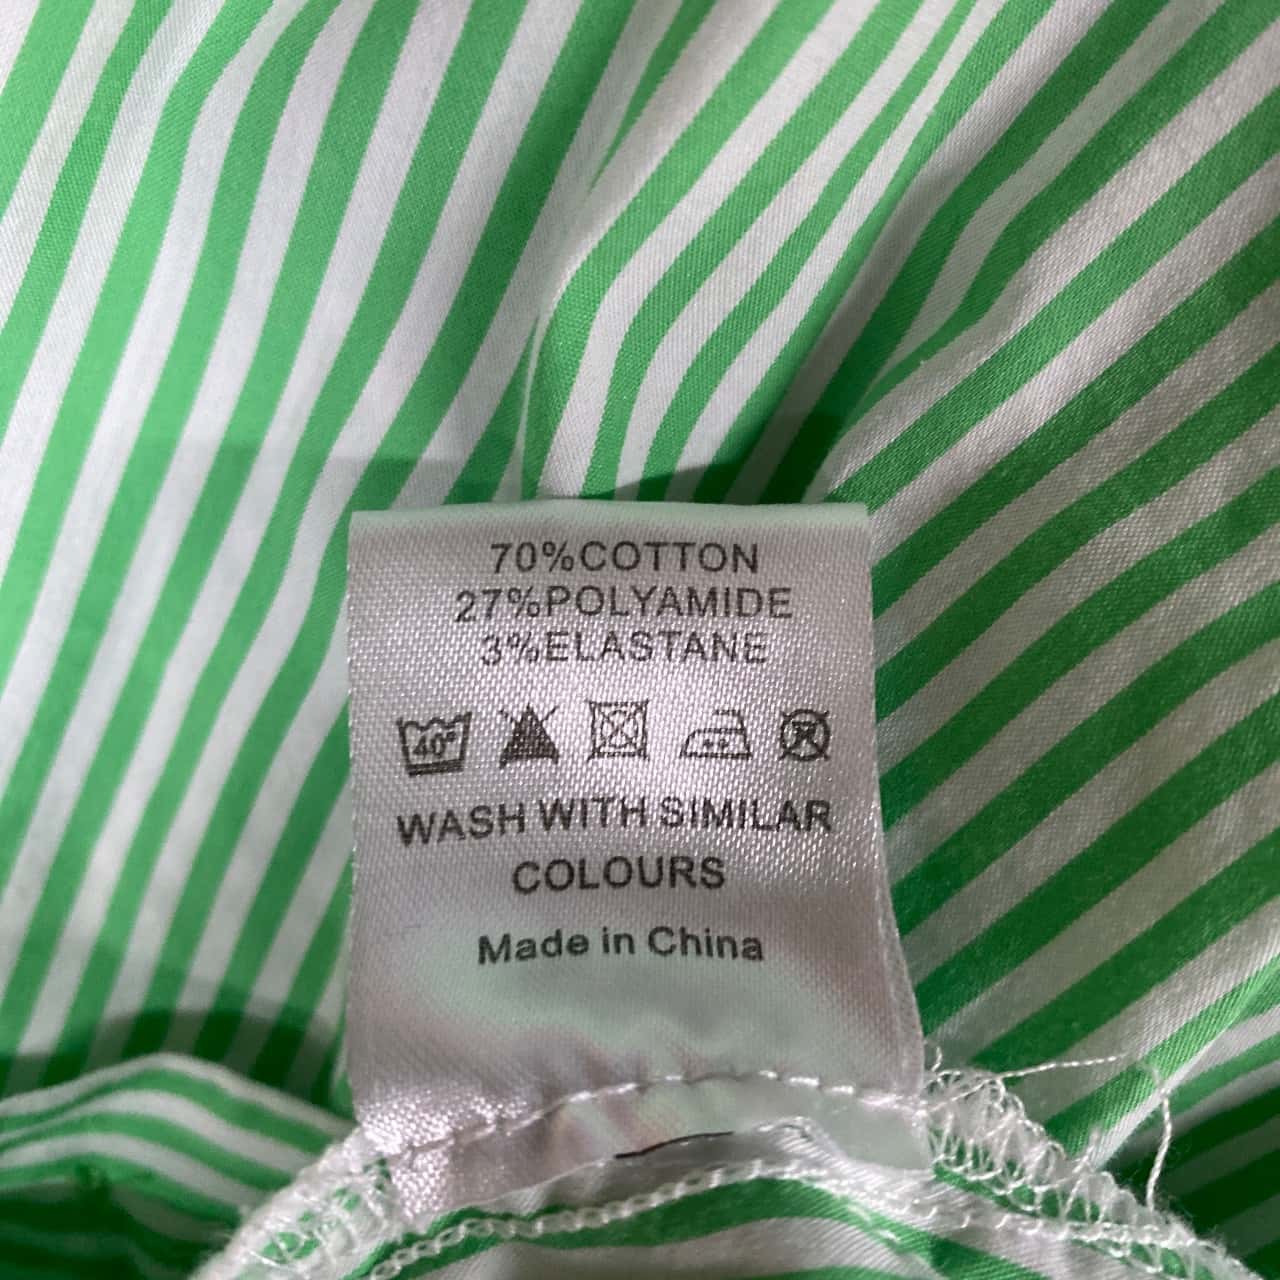 70%COTTON
27%POLYAMIDE
3%ELASTANE
40°
WASH WITH SIMILAR
COLOURS
Made in China